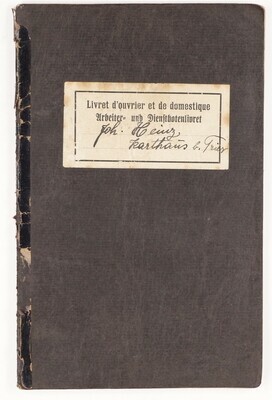 Livret d'ouvrier et de domestique
Arbeiter- und Dienstbotenlivret
Joh. Heinz,
Karthaus b. Trier